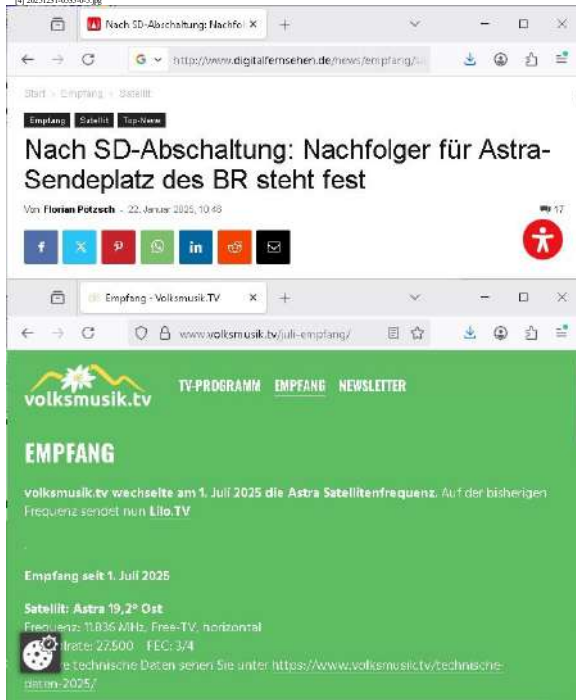 Nach SD-Abschaltung: Nachfol
http://www.digitalfernsehen.de/news/empfang/
Start > Empfang > Satellit
Empfang Satellit Top-News
Nach SD-Abschaltung: Nachfolger für Astra-
Sendeplatz des BR steht fest
Von Florian Pötzsch - 22. Januar 2025, 10:48
17
Empfang - Volksmusik.TV
www.volksmusik.tv/juli-empfang/
volksmusik.tv
TV-PROGRAMM EMPFANG NEWSLETTER
EMPFANG
volksmusik.tv wechselte am 1. Juli 2025 die Astra Satellitenfrequenz. Auf der bisherigen
Frequenz sendet nun Lilo.TV
.
Empfang seit 1. Juli 2025
Satellit: Astra 19,2° Ost
Frequenz: 11.836 MHz, Free-TV, horizontal
rate: 27.500 FEC: 3/4
e technische Daten sehen Sie unter https://www.volksmusik.tv/technische-
daten-2025/